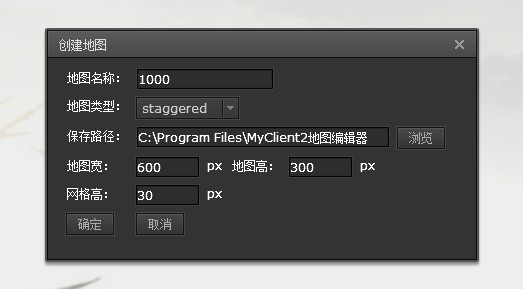 创建地图
地图名称： 1000
地图类型： staggered
保存路径： C:\Program Files\MyClient2地图编辑器 浏览
地图宽： 600 px 地图高： 300 px
网格高： 30 px
确定 取消